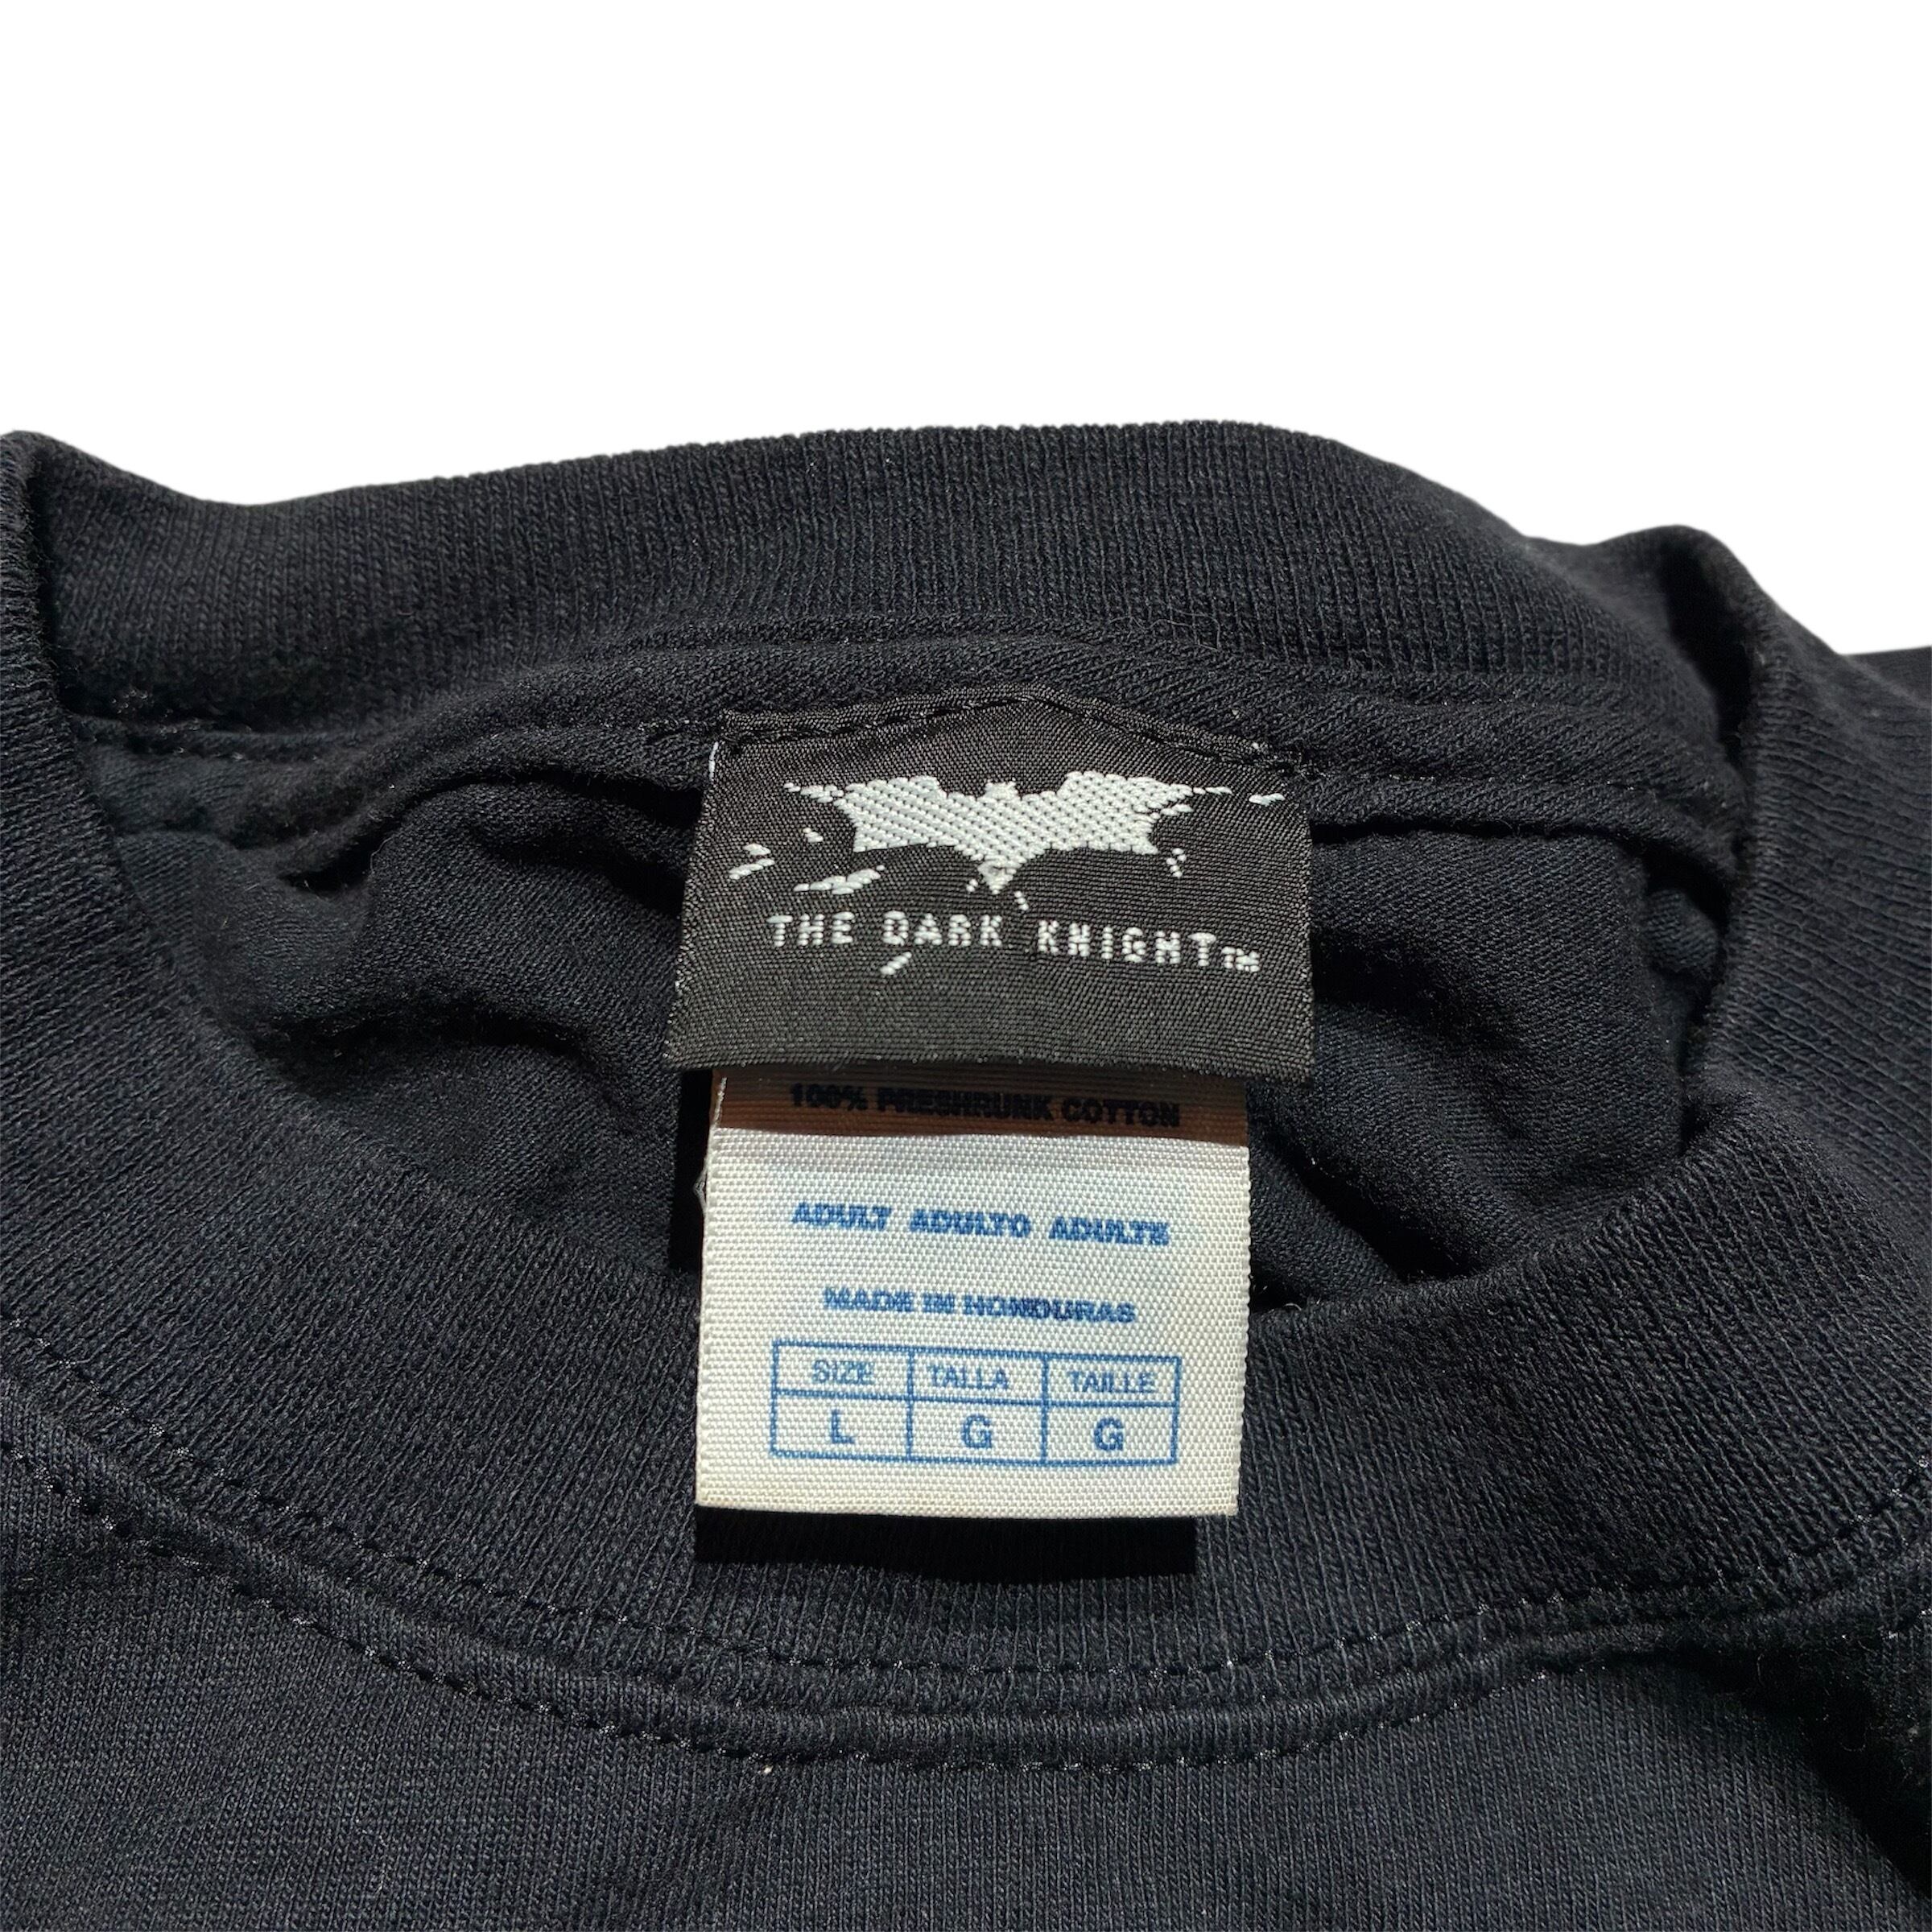 THE DARK KNIGHT™
100% PRESHRUNK COTTON
ADULT ADULTO ADULTE
MADE IN HONDURAS
SIZE TALLA TAILLE
L G G